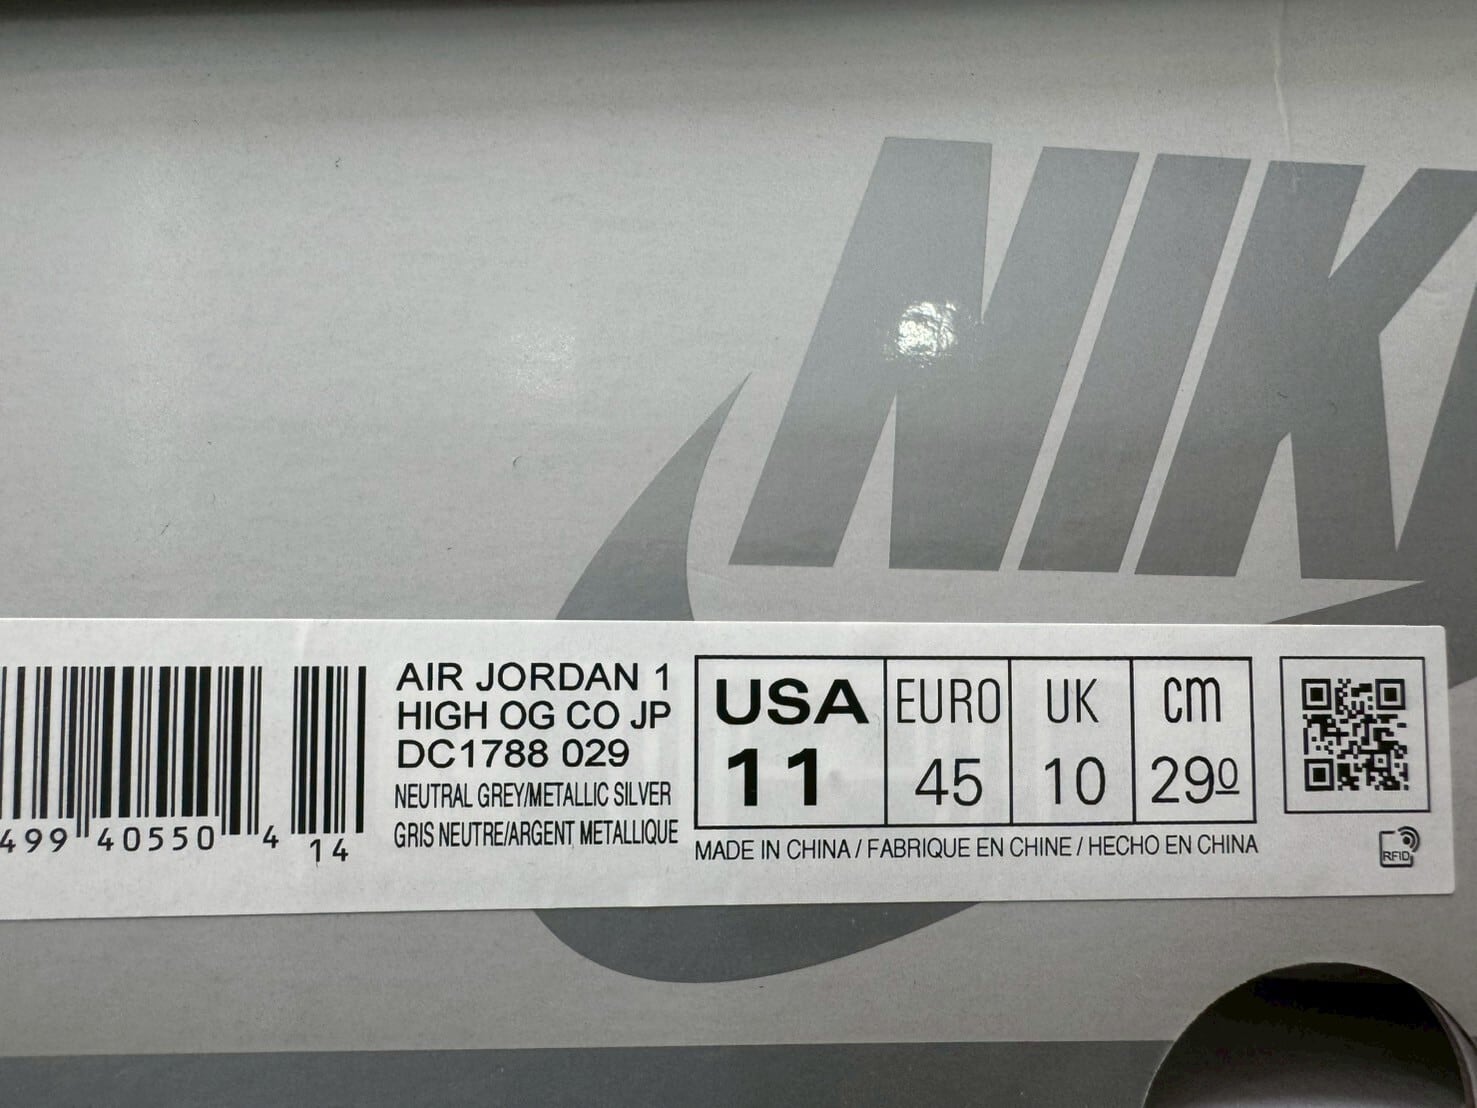 NIK
AIR JORDAN 1
HIGH OG CO JP
DC1788 029
NEUTRAL GREY/METALLIC SILVER
GRIS NEUTRE/ARGENT METALLIQUE
499 40550 4
14
USA EURO UK cm
11 45 10 290
MADE IN CHINA / FABRIQUE EN CHINE / HECHO EN CHINA
RFID